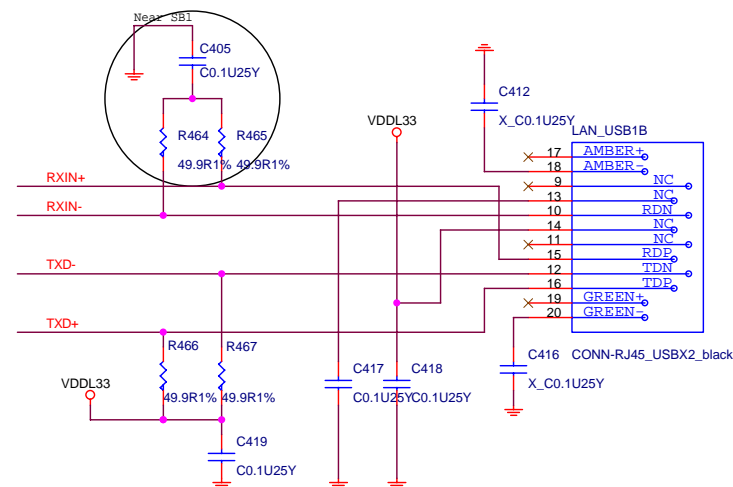 Near SB1
C405
C0.1U25Y
R464
R465
49.9R1%
49.9R1%
VDDL33
C412
X_C0.1U25Y
LAN_USB1B
17 AMBER+
18 AMBER-
RXIN+
9 NC
13 NC
RXIN-
10 RDN
14 NC
11 NC
15 RDP
TXD-
12 TDN
16 TDP
19 GREEN+
TXD+
20 GREEN-
R466
R467
C417
C418
C416
CONN-RJ45_USBX2_black
VDDL33
49.9R1%
49.9R1%
C0.1U25Y
C0.1U25Y
X_C0.1U25Y
C419
C0.1U25Y